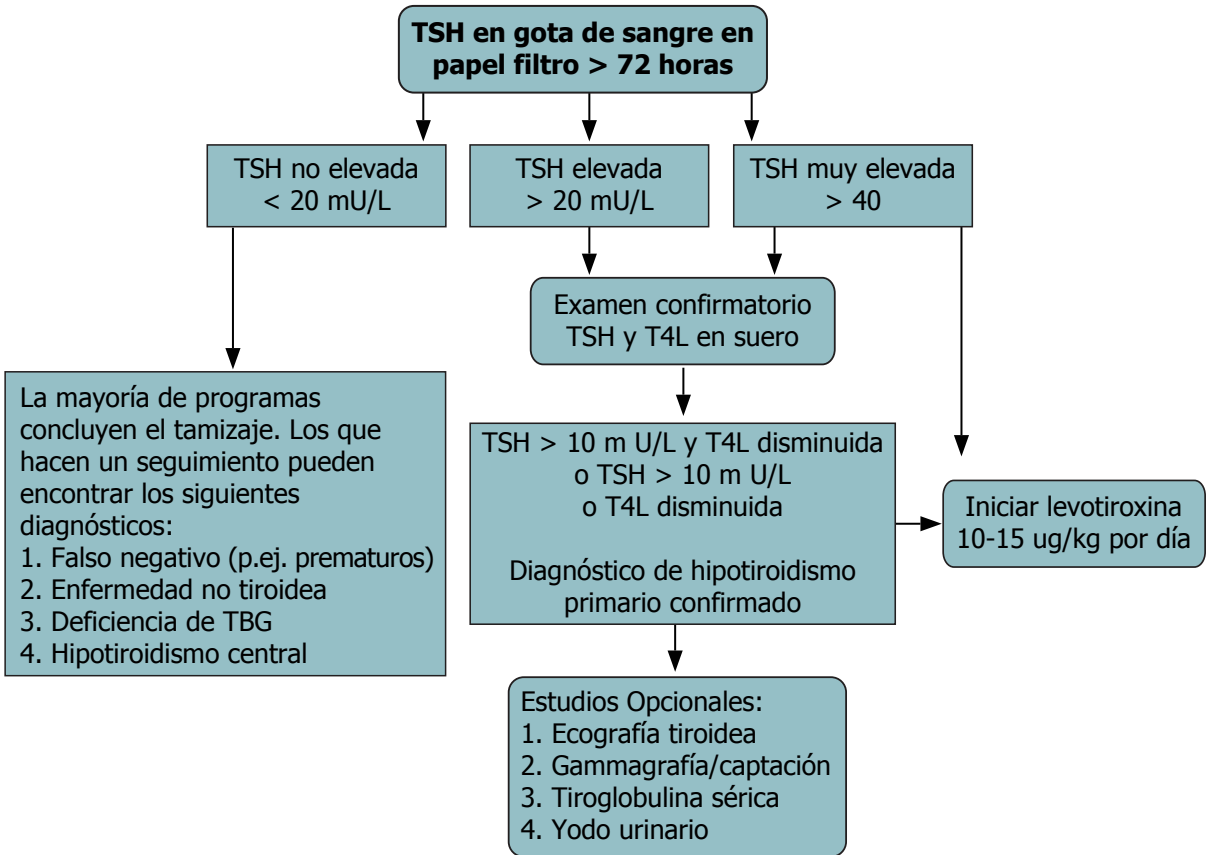 TSH en gota de sangre en
papel filtro > 72 horas
TSH no elevada
< 20 mU/L
TSH elevada
> 20 mU/L
TSH muy elevada
> 40
Examen confirmatorio
TSH y T4L en suero
La mayoría de programas
concluyen el tamizaje. Los que
hacen un seguimiento pueden
encontrar los siguientes
diagnósticos:
1. Falso negativo (p.ej. prematuros)
2. Enfermedad no tiroidea
3. Deficiencia de TBG
4. Hipotiroidismo central
TSH > 10 m U/L y T4L disminuida
o TSH > 10 m U/L
o T4L disminuida
Diagnóstico de hipotiroidismo
primario confirmado
Iniciar levotiroxina
10-15 ug/kg por día
Estudios Opcionales:
1. Ecografía tiroidea
2. Gammagrafía/captación
3. Tiroglobulina sérica
4. Yodo urinario